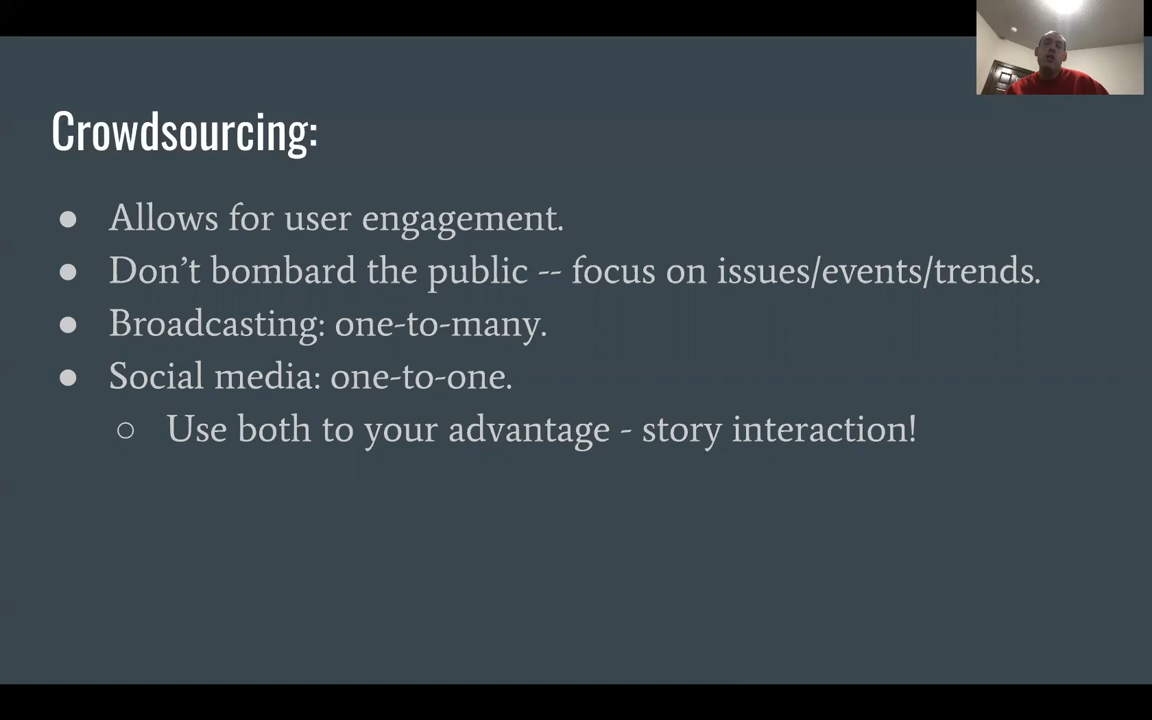 Crowdsourcing:
● Allows for user engagement.
● Don’t bombard the public -- focus on issues/events/trends.
● Broadcasting: one-to-many.
● Social media: one-to-one.
○ Use both to your advantage - story interaction!